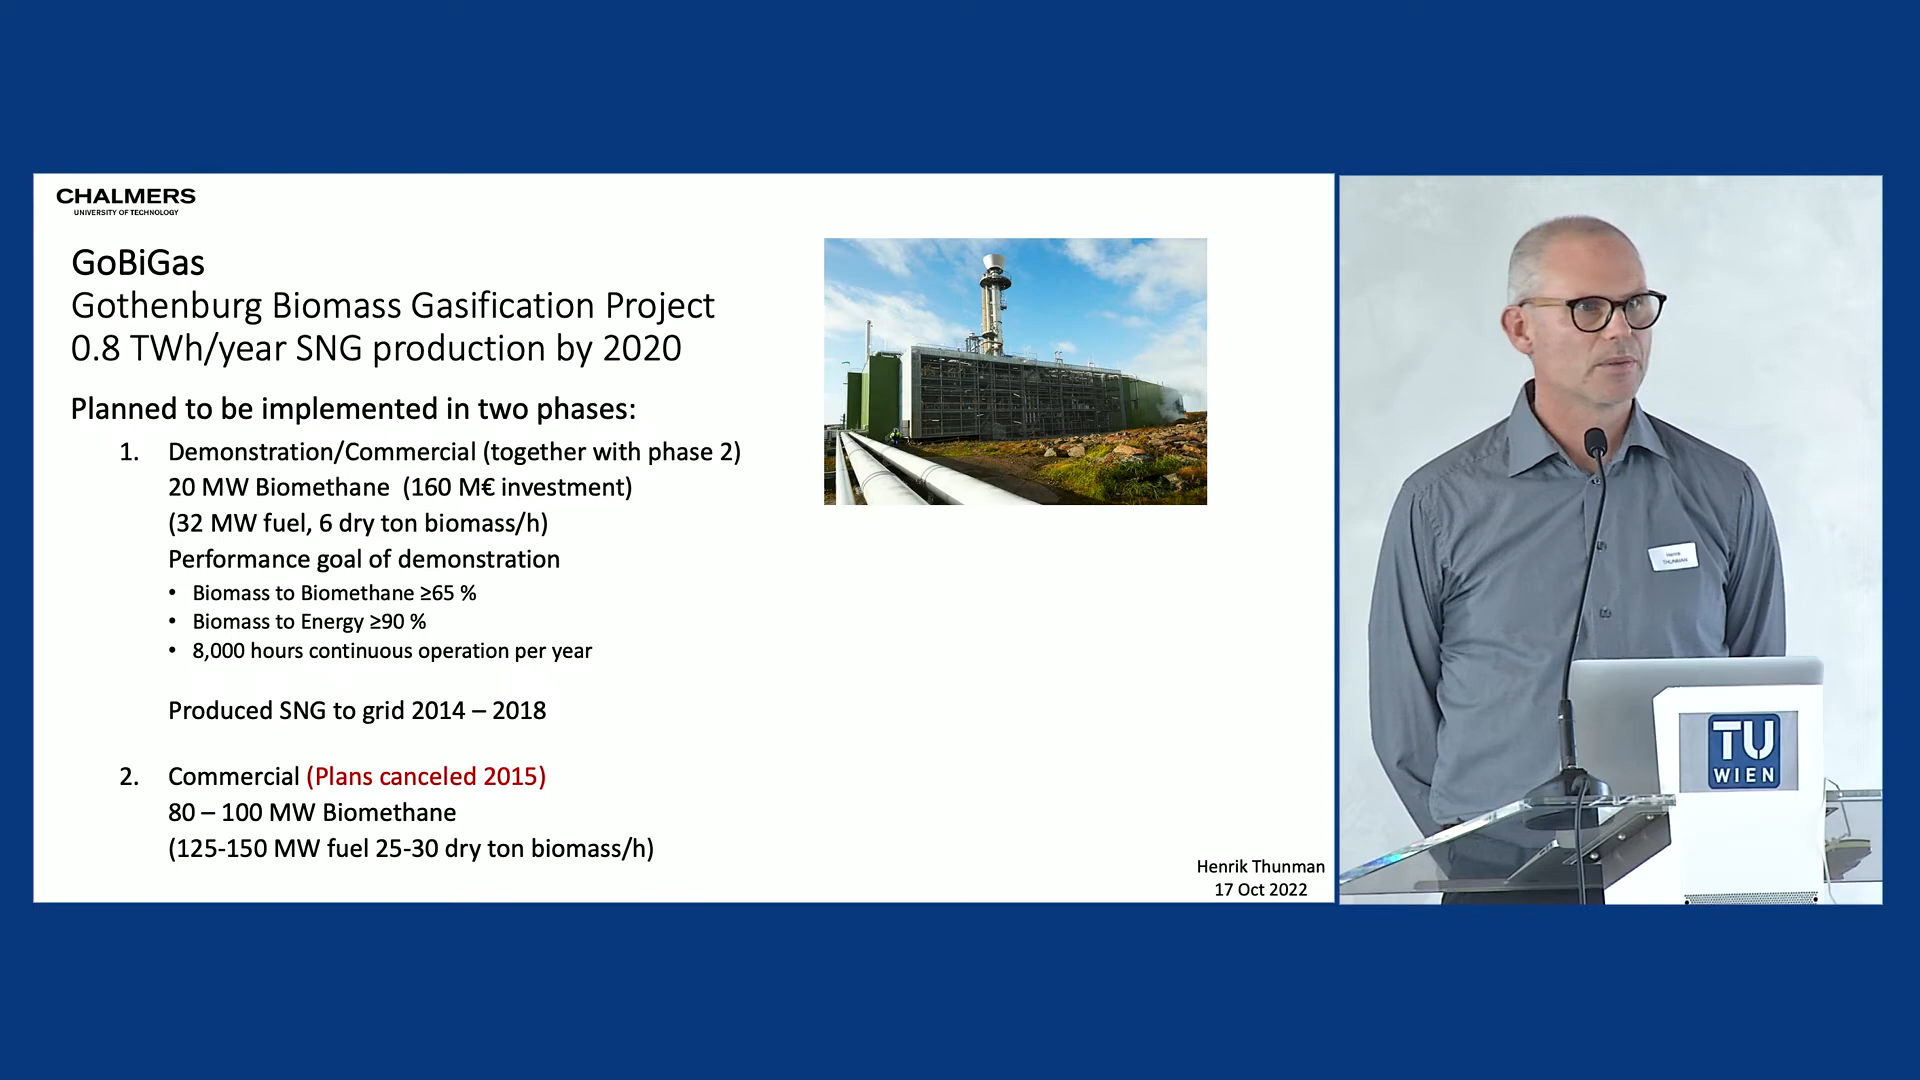 CHALMERS
UNIVERSITY OF TECHNOLOGY
GoBiGas
Gothenburg Biomass Gasification Project
0.8 TWh/year SNG production by 2020
Planned to be implemented in two phases:
1. Demonstration/Commercial (together with phase 2)
20 MW Biomethane (160 M€ investment)
(32 MW fuel, 6 dry ton biomass/h)
Performance goal of demonstration
• Biomass to Biomethane ≥65 %
• Biomass to Energy ≥90 %
• 8,000 hours continuous operation per year
Produced SNG to grid 2014 – 2018
2. Commercial (Plans canceled 2015)
80 – 100 MW Biomethane
(125-150 MW fuel 25-30 dry ton biomass/h)
Henrik Thunman
17 Oct 2022
Henrik
THUNMAN
TU
WIEN